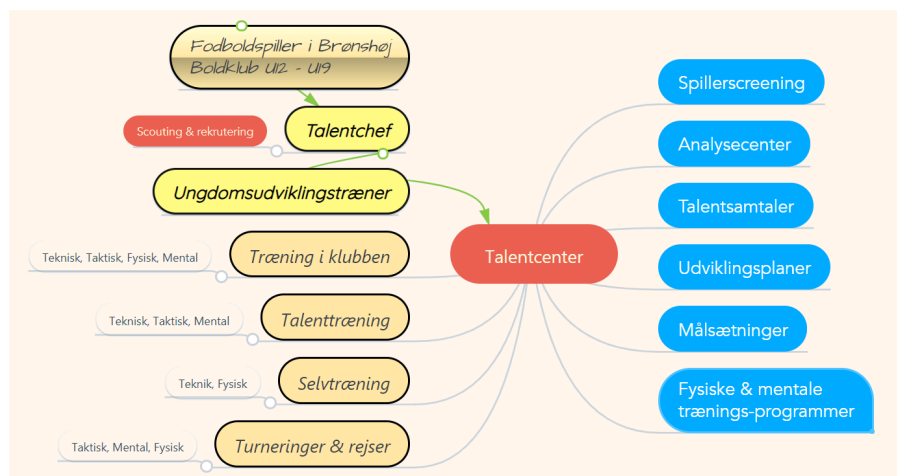 Fodboldspiller i Brønshøj
Boldklub U12 - U19
Scouting & rekrutering
Talentchef
Ungdomsudviklingstræner
Teknisk, Taktisk, Fysisk, Mental
Træning i klubben
Teknisk, Taktisk, Mental
Talenttræning
Teknik, Fysisk
Selvtræning
Taktisk, Mental, Fysisk
Turneringer & rejser
Talentcenter
Spillerscreening
Analysecenter
Talentsamtaler
Udviklingsplaner
Målsætninger
Fysiske & mentale
trænings-programmer